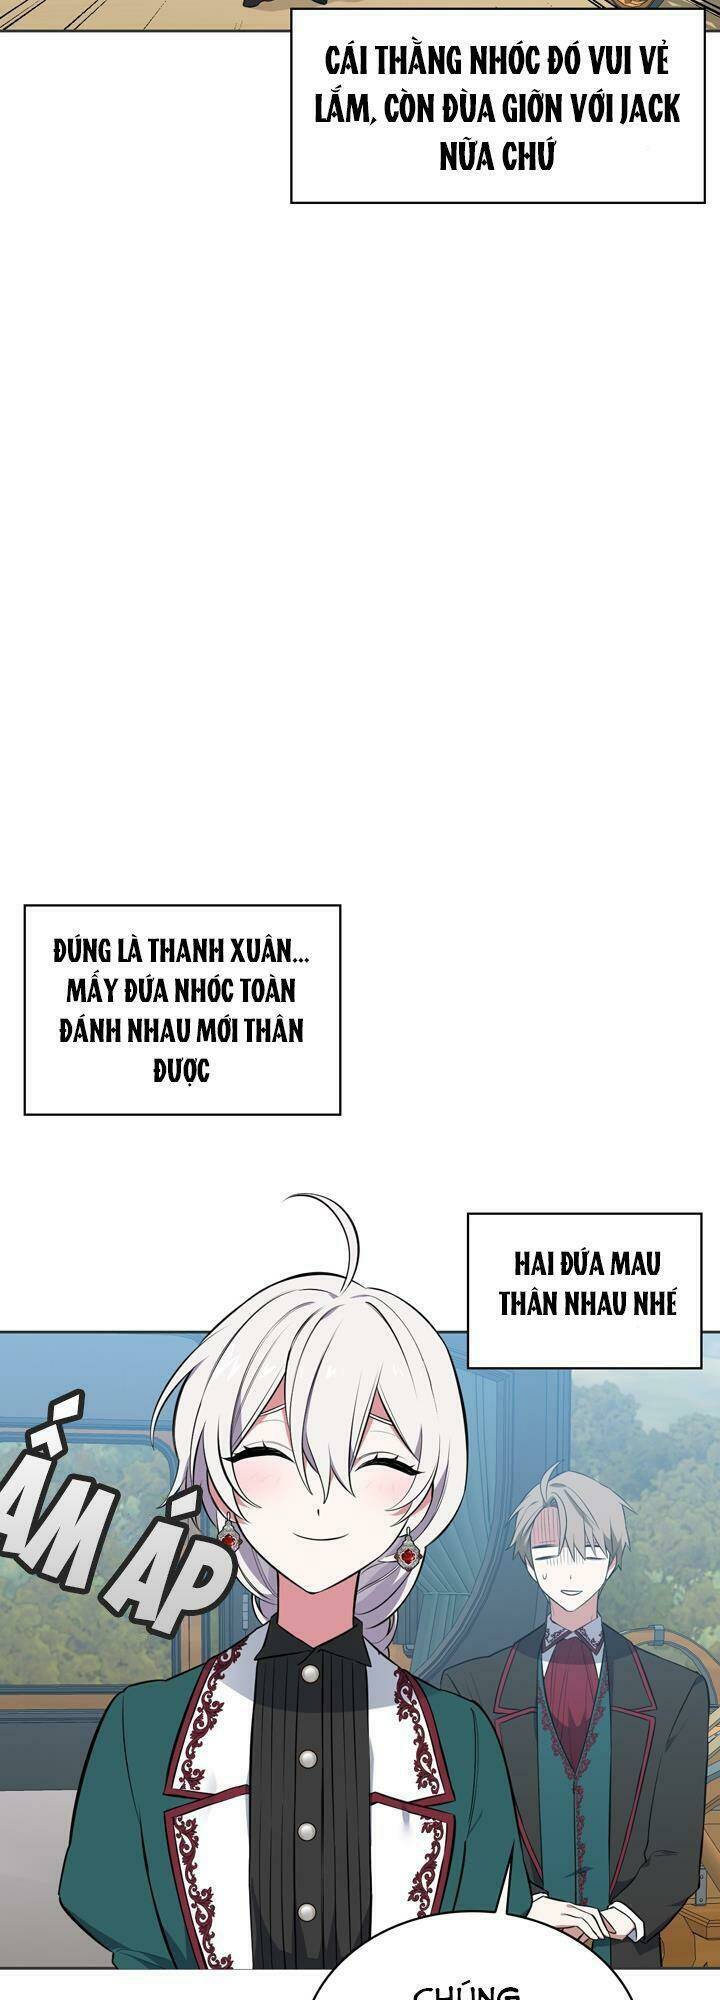 CÁI THẰNG NHÓC ĐÓ VUI VẺ
LẮM, CÒN ĐÙA GIỠN VỚI JACK
NỮA CHỨ
ĐÚNG LÀ THANH XUÂN...
MẤY ĐỨA NHÓC TOÀN
ĐÁNH NHAU MỚI THÂN
ĐƯỢC
HAI ĐỨA MAU
THÂN NHAU NHÉ
ẤM ÁP
CHÚNG